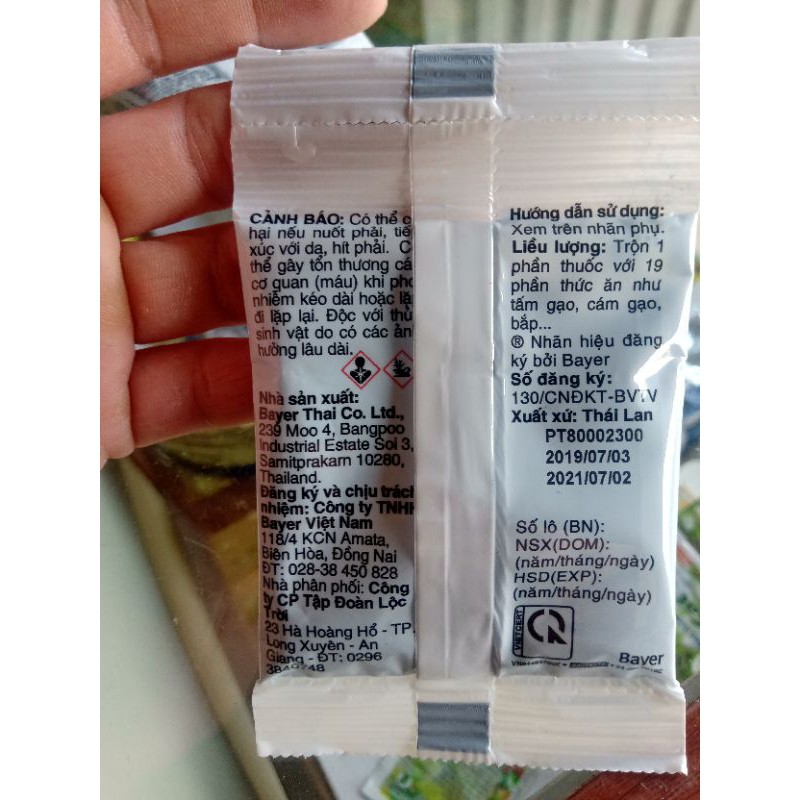 CẢNH BÁO: Có thể
hại nếu nuốt phải, tiế
xúc với da, hít phải. C
thể gây tổn thương cá
cơ quan (máu) khi phơ
nhiễm kéo dài hoặc lặ
đi lặp lại. Độc với thủ
sinh vật do có các ản
hưởng lâu dài.
Nhà sản xuất:
Bayer Thai Co. Ltd.,
239 Moo 4, Bangpoo
Industrial Estate Soi 3,
Samitprakarn 10280,
Thailand.
Đăng ký và chịu trách
nhiệm: Công ty TNHH
Bayer Việt Nam
118/4 KCN Amata,
Biên Hòa, Đồng Nai
ĐT: 028-38 450 828
Nhà phân phối: Công
ty CP Tập Đoàn Lộc
Trời
23 Hà Hoàng Hổ - TP.
Long Xuyên - An
Giang - ĐT: 0296
Hướng dẫn sử dụng:
Xem trên nhãn phụ.
Liều lượng: Trộn 1
phần thuốc với 19
phần thức ăn như
tấm gạo, cám gạo,
bắp...
® Nhãn hiệu đăng
ký bởi Bayer
Số đăng ký:
130/CNĐKT-BVTV
Xuất xứ: Thái Lan
PT80002300
2019/07/03
2021/07/02
Số lô (BN):
NSX(DOM):
(năm/tháng/ngày)
HSD(EXP):
(năm/tháng/ngày)
VIETCERT
Bayer